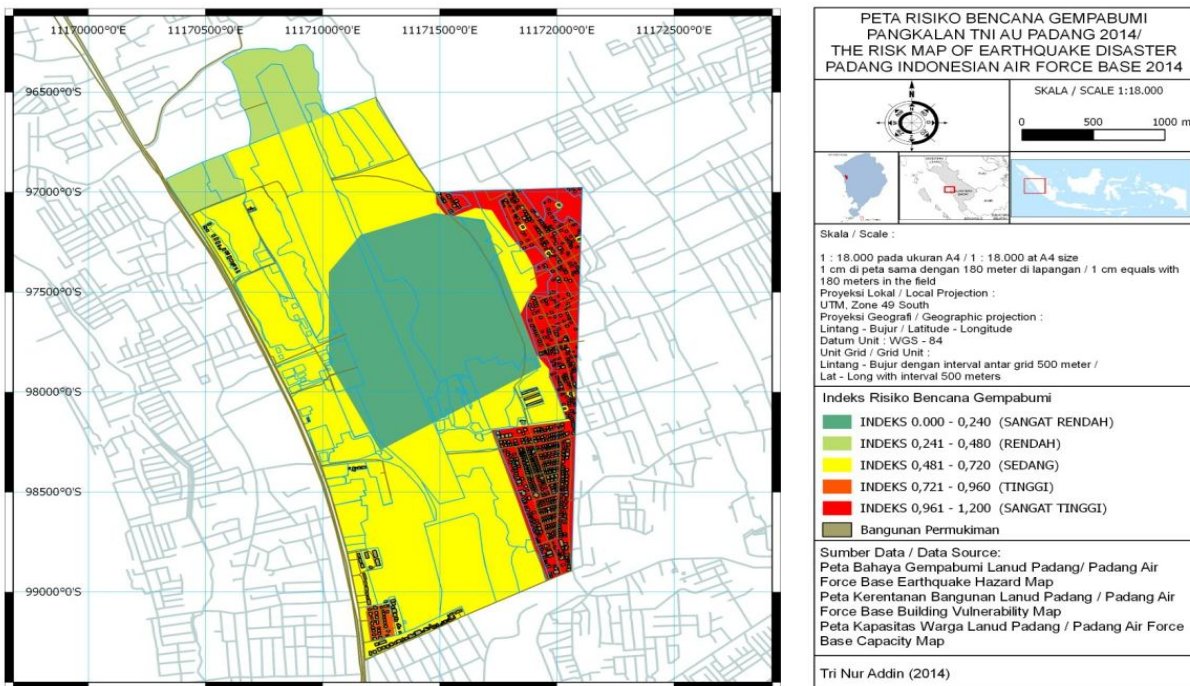 11170000°0'S
11170500°0'S
11171000°0'S
11171500°0'S
11172000°0'S
11172500°0'S
96500°0'S
97000°0'S
97500°0'S
98000°0'S
98500°0'S
99000°0'S
PETA RISIKO BENCANA GEMPABUMI
PANGKALAN TNI AU PADANG 2014/
THE RISK MAP OF EARTHQUAKE DISASTER
PADANG INDONESIAN AIR FORCE BASE 2014
N
SKALA / SCALE 1:18.000
0 500 1000 m
Skala / Scale :
1 : 18.000 pada ukuran A4 / 1 : 18.000 at A4 size
1 cm di peta sama dengan 180 meter di lapangan / 1 cm equals with
180 meters in the field
Proyeksi Lokal / Local Projection :
UTM, Zone 49 South
Proyeksi Geografi / Geographic projection :
Lintang - Bujur / Latitude - Longitude
Datum Unit : WGS - 84
Unit Grid / Grid Unit :
Lintang - Bujur dengan interval antar grid 500 meter /
Lat - Long with interval 500 meters
Indeks Risiko Bencana Gempabumi
INDEKS 0.000 - 0,240 (SANGAT RENDAH)
INDEKS 0,241 - 0,480 (RENDAH)
INDEKS 0,481 - 0,720 (SEDANG)
INDEKS 0,721 - 0,960 (TINGGI)
INDEKS 0,961 - 1,200 (SANGAT TINGGI)
Bangunan Permukiman
Sumber Data / Data Source:
Peta Bahaya Gempabumi Lanud Padang/ Padang Air
Force Base Earthquake Hazard Map
Peta Kerentanan Bangunan Lanud Padang / Padang Air
Force Base Building Vulnerability Map
Peta Kapasitas Warga Lanud Padang / Padang Air Force
Base Capacity Map
Tri Nur Addin (2014)